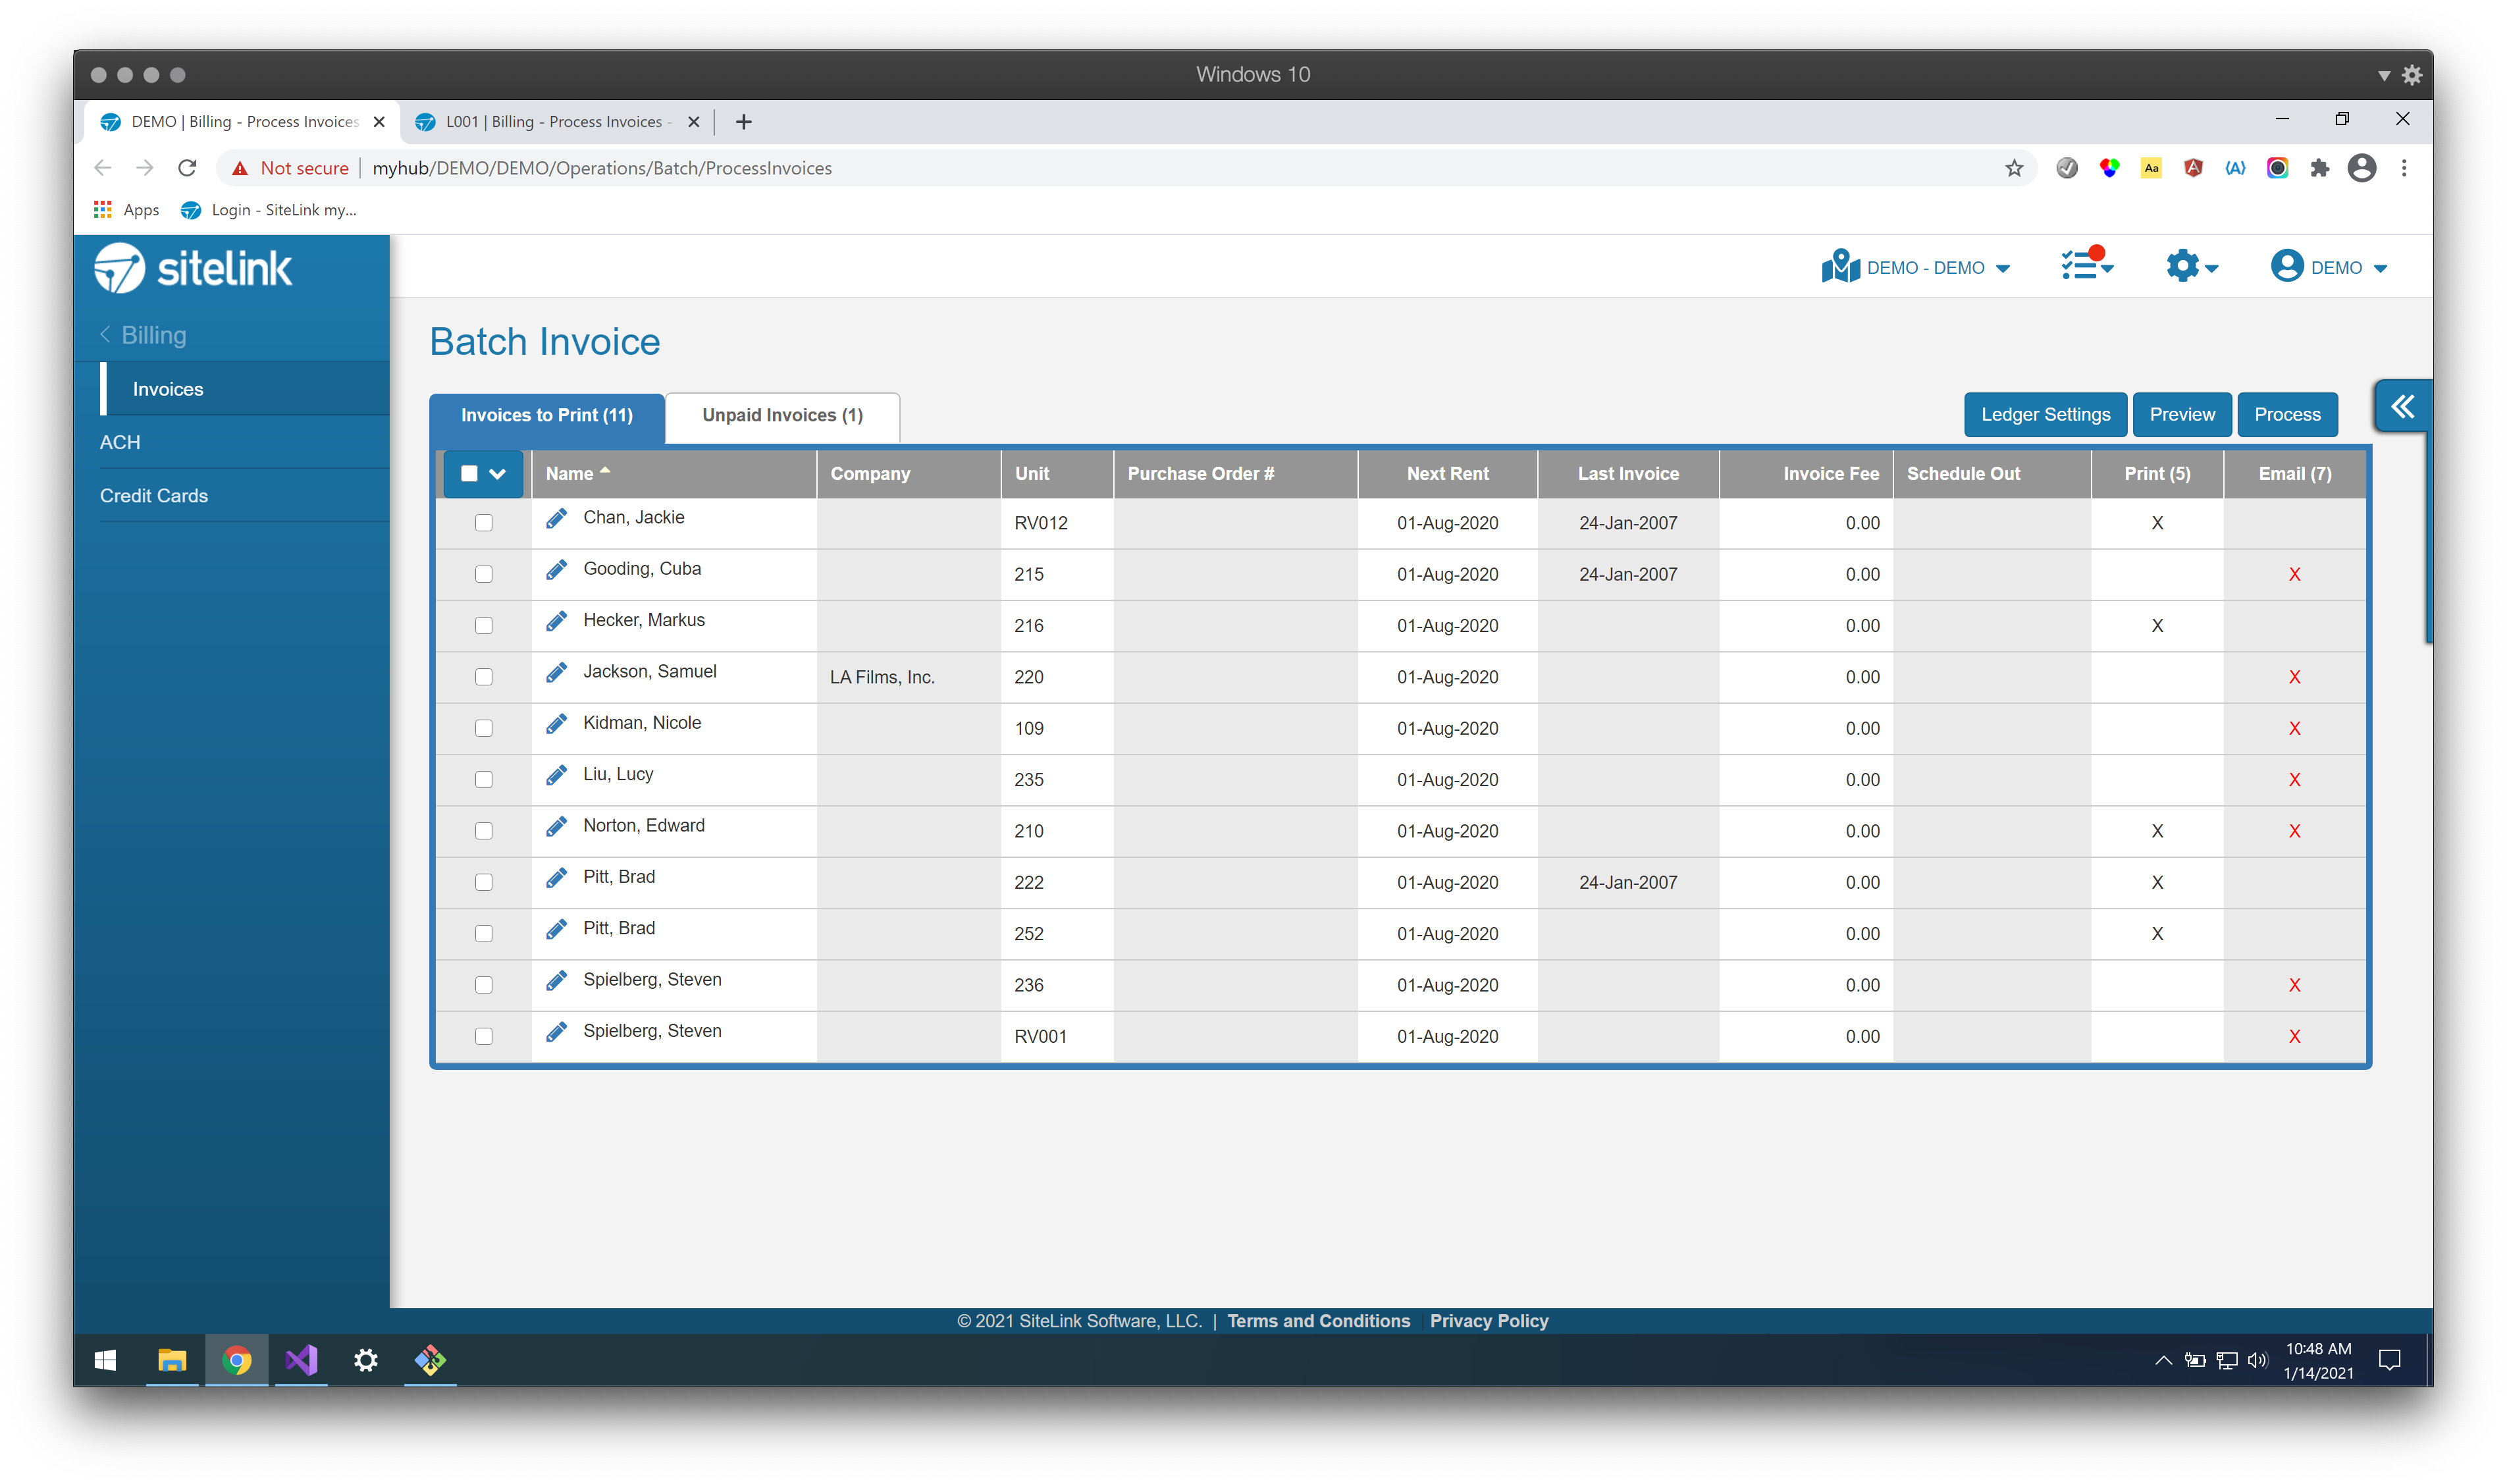 Windows 10
DEMO | Billing - Process Invoices
L001 | Billing - Process Invoices -
Not secure
myhub/DEMO/DEMO/Operations/Batch/ProcessInvoices
Aa
Apps
Login - SiteLink my...
sitelink
DEMO - DEMO
DEMO
Billing
Invoices
ACH
Credit Cards
Batch Invoice
Invoices to Print (11)
Unpaid Invoices (1)
Ledger Settings
Preview
Process
Name Company Unit Purchase Order # Next Rent Last Invoice Invoice Fee Schedule Out Print (5) Email (7)
Chan, Jackie RV012 01-Aug-2020 24-Jan-2007 0.00 X
Gooding, Cuba 215 01-Aug-2020 24-Jan-2007 0.00 X
Hecker, Markus 216 01-Aug-2020 0.00 X
Jackson, Samuel LA Films, Inc. 220 01-Aug-2020 0.00 X
Kidman, Nicole 109 01-Aug-2020 0.00 X
Liu, Lucy 235 01-Aug-2020 0.00 X
Norton, Edward 210 01-Aug-2020 0.00 X X
Pitt, Brad 222 01-Aug-2020 24-Jan-2007 0.00 X
Pitt, Brad 252 01-Aug-2020 0.00 X
Spielberg, Steven 236 01-Aug-2020 0.00 X
Spielberg, Steven RV001 01-Aug-2020 0.00 X
© 2021 SiteLink Software, LLC. | Terms and Conditions | Privacy Policy
10:48 AM
1/14/2021